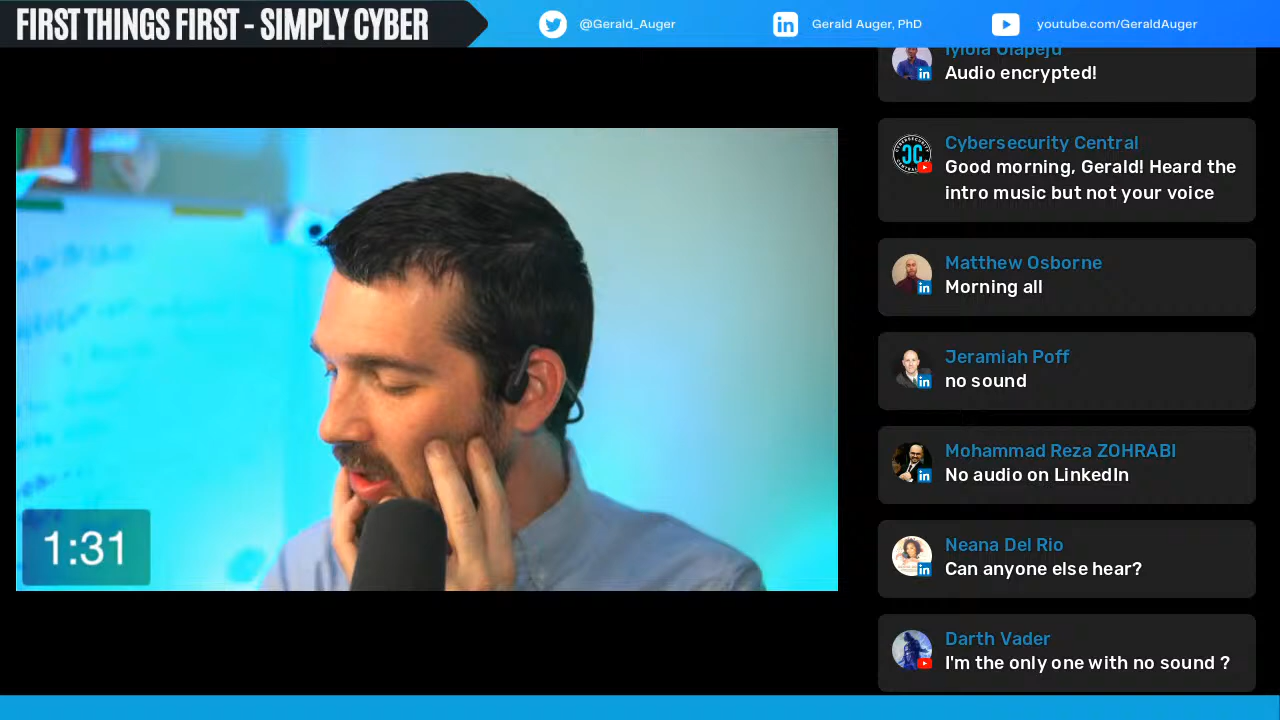 FIRST THINGS FIRST - SIMPLY CYBER
@Gerald_Auger
Gerald Auger, PhD
youtube.com/GeraldAuger
Iyiola Olapeju
Audio encrypted!
Cybersecurity Central
Good morning, Gerald! Heard the
intro music but not your voice
Matthew Osborne
Morning all
Jeramiah Poff
no sound
Mohammad Reza ZOHRABI
No audio on LinkedIn
Neana Del Rio
Can anyone else hear?
Darth Vader
I'm the only one with no sound ?
1:31